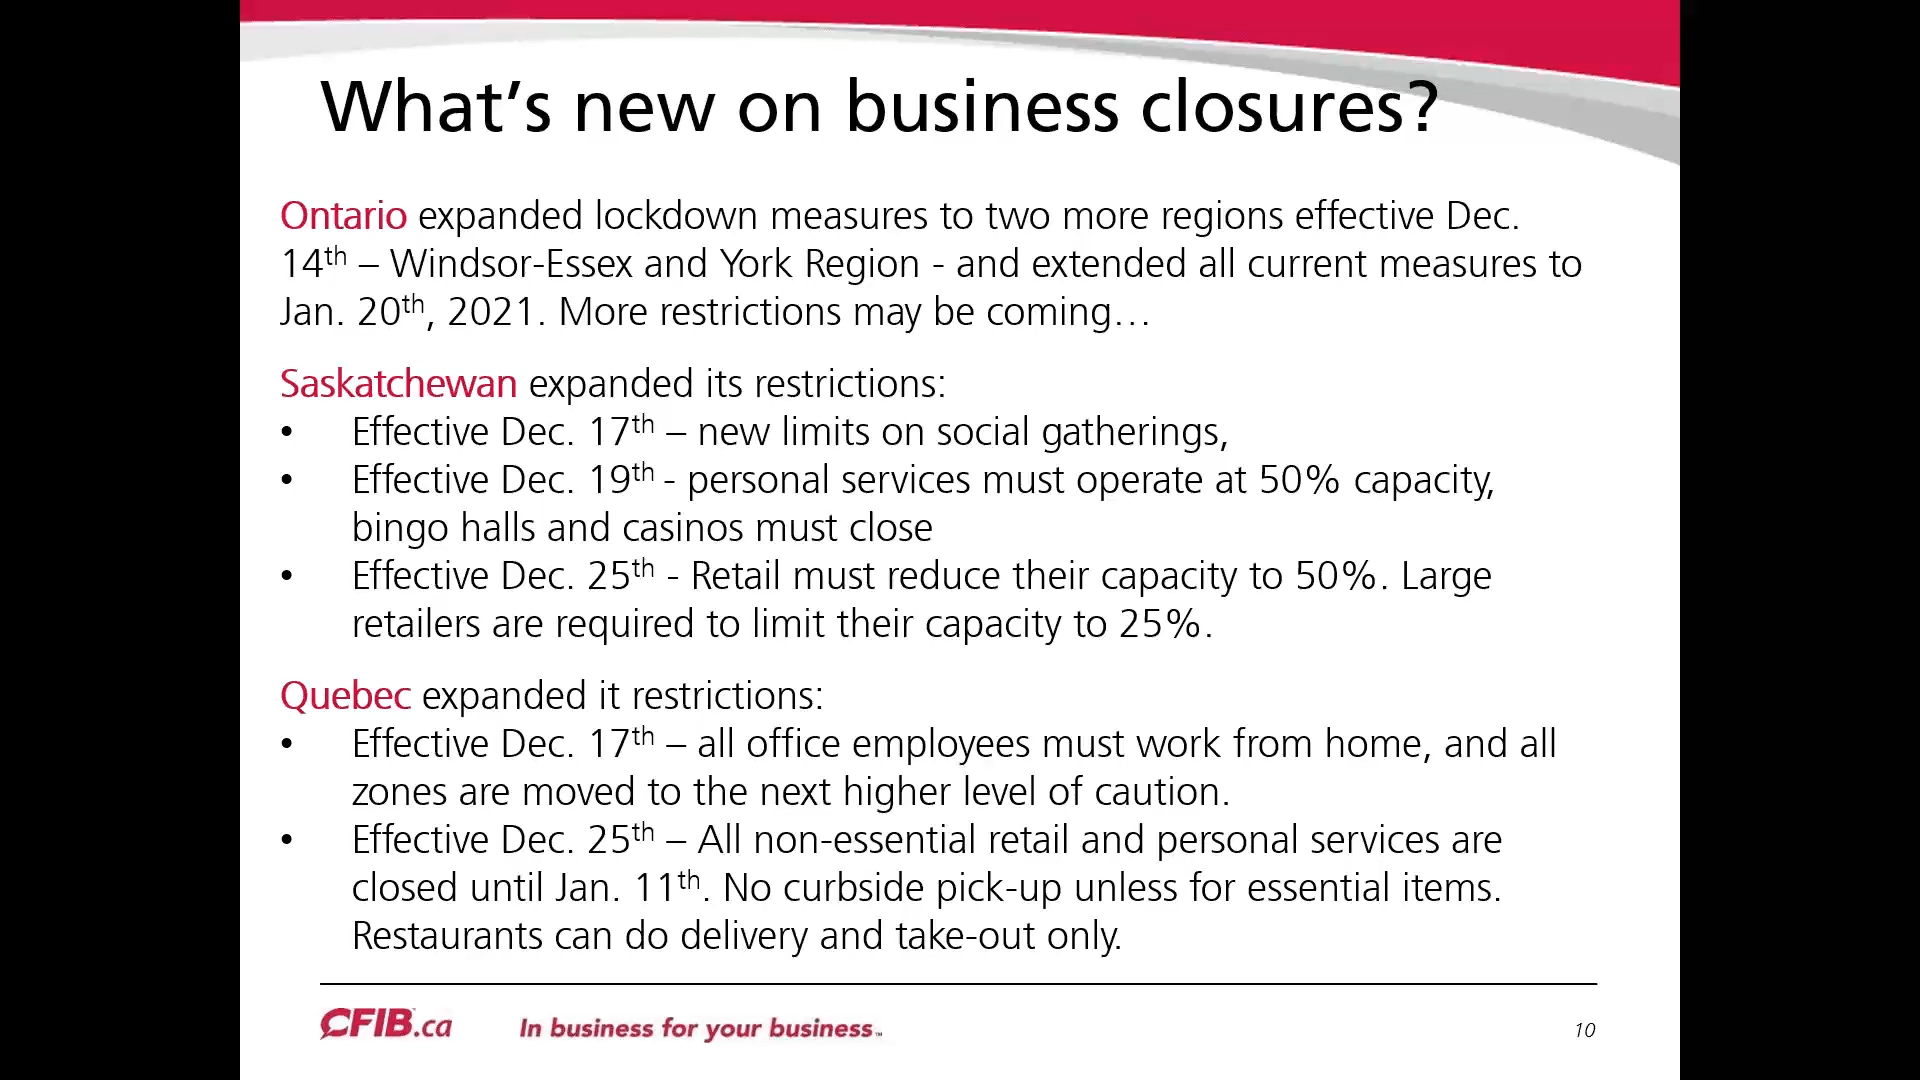 What’s new on business closures?
Ontario expanded lockdown measures to two more regions effective Dec.
14th – Windsor-Essex and York Region - and extended all current measures to
Jan. 20th, 2021. More restrictions may be coming…
Saskatchewan expanded its restrictions:
• Effective Dec. 17th – new limits on social gatherings,
• Effective Dec. 19th - personal services must operate at 50% capacity,
bingo halls and casinos must close
• Effective Dec. 25th - Retail must reduce their capacity to 50%. Large
retailers are required to limit their capacity to 25%.
Quebec expanded it restrictions:
• Effective Dec. 17th – all office employees must work from home, and all
zones are moved to the next higher level of caution.
• Effective Dec. 25th – All non-essential retail and personal services are
closed until Jan. 11th. No curbside pick-up unless for essential items.
Restaurants can do delivery and take-out only.
CFIB.ca In business for your business™ 10